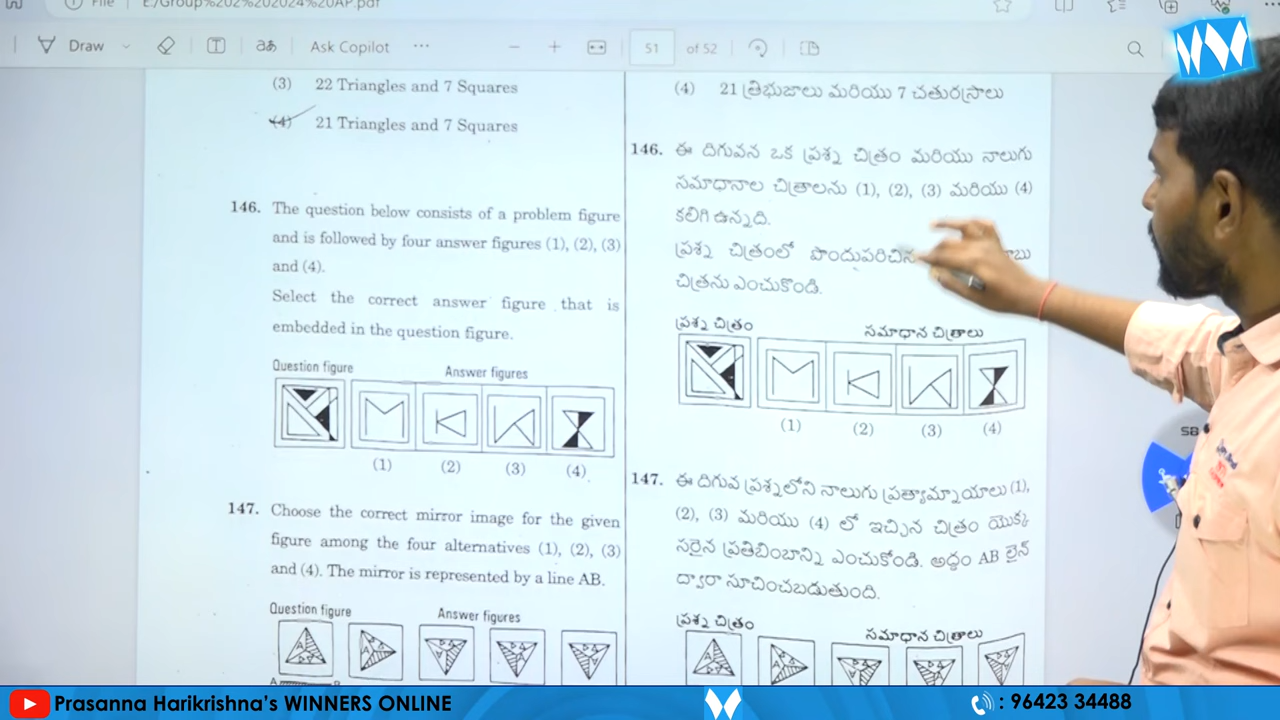 File
E:/Group%202%202024%20AP.pdf
Draw
T
aあ
Ask Copilot
51 of 52
(3) 22 Triangles and 7 Squares
(4) 21 Triangles and 7 Squares
146. The question below consists of a problem figure
and is followed by four answer figures (1), (2), (3)
and (4).
Select the correct answer figure that is
embedded in the question figure.
Question figure Answer figures
(1) (2) (3) (4)
147. Choose the correct mirror image for the given
figure among the four alternatives (1), (2), (3)
and (4). The mirror is represented by a line AB.
Question figure Answer figures
(4) 21 త్రిభుజాలు మరియు 7 చతురస్రాలు
146. ఈ దిగువన ఒక ప్రశ్న చిత్రం మరియు నాలుగు
సమాధానాల చిత్రాలను (1), (2), (3) మరియు (4)
కలిగి ఉన్నది.
ప్రశ్న చిత్రంలో పొందుపరిచిన
చిత్రను ఎంచుకొండి.
ప్రశ్న చిత్రం సమాధాన చిత్రాలు
(1) (2) (3) (4)
147. ఈ దిగువ ప్రశ్నలోని నాలుగు ప్రత్యామ్నాయాలు (1),
(2), (3) మరియు (4) లో ఇచ్చిన చిత్రం యొక్క
సరైన ప్రతిబింబాన్ని ఎంచుకోండి. అద్దం AB లైన్
ద్వారా సూచించబడుతుంది.
ప్రశ్న చిత్రం సమాధాన చిత్రాలు
SB
Prasanna Harikrishna's WINNERS ONLINE
: 96423 34488